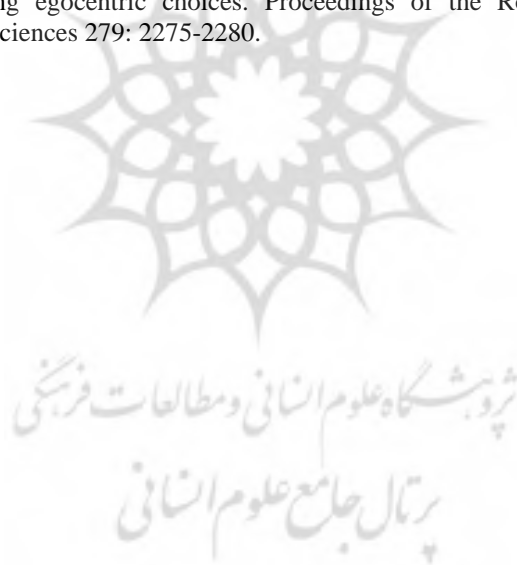 ng egocentric choices. Proceedings of the Ro
ciences 279: 2275-2280.
پژوهشگاه علوم انسانی و مطالعات فرهنگی
پرتال جامع علوم انسانی